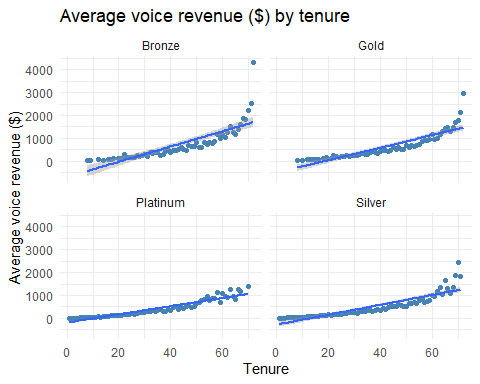 Average voice revenue ($) by tenure
Bronze
Gold
4000
3000
2000
1000
0
Platinum
Silver
4000
3000
2000
1000
0
0 20 40 60 0 20 40 60
Tenure
Average voice revenue ($)